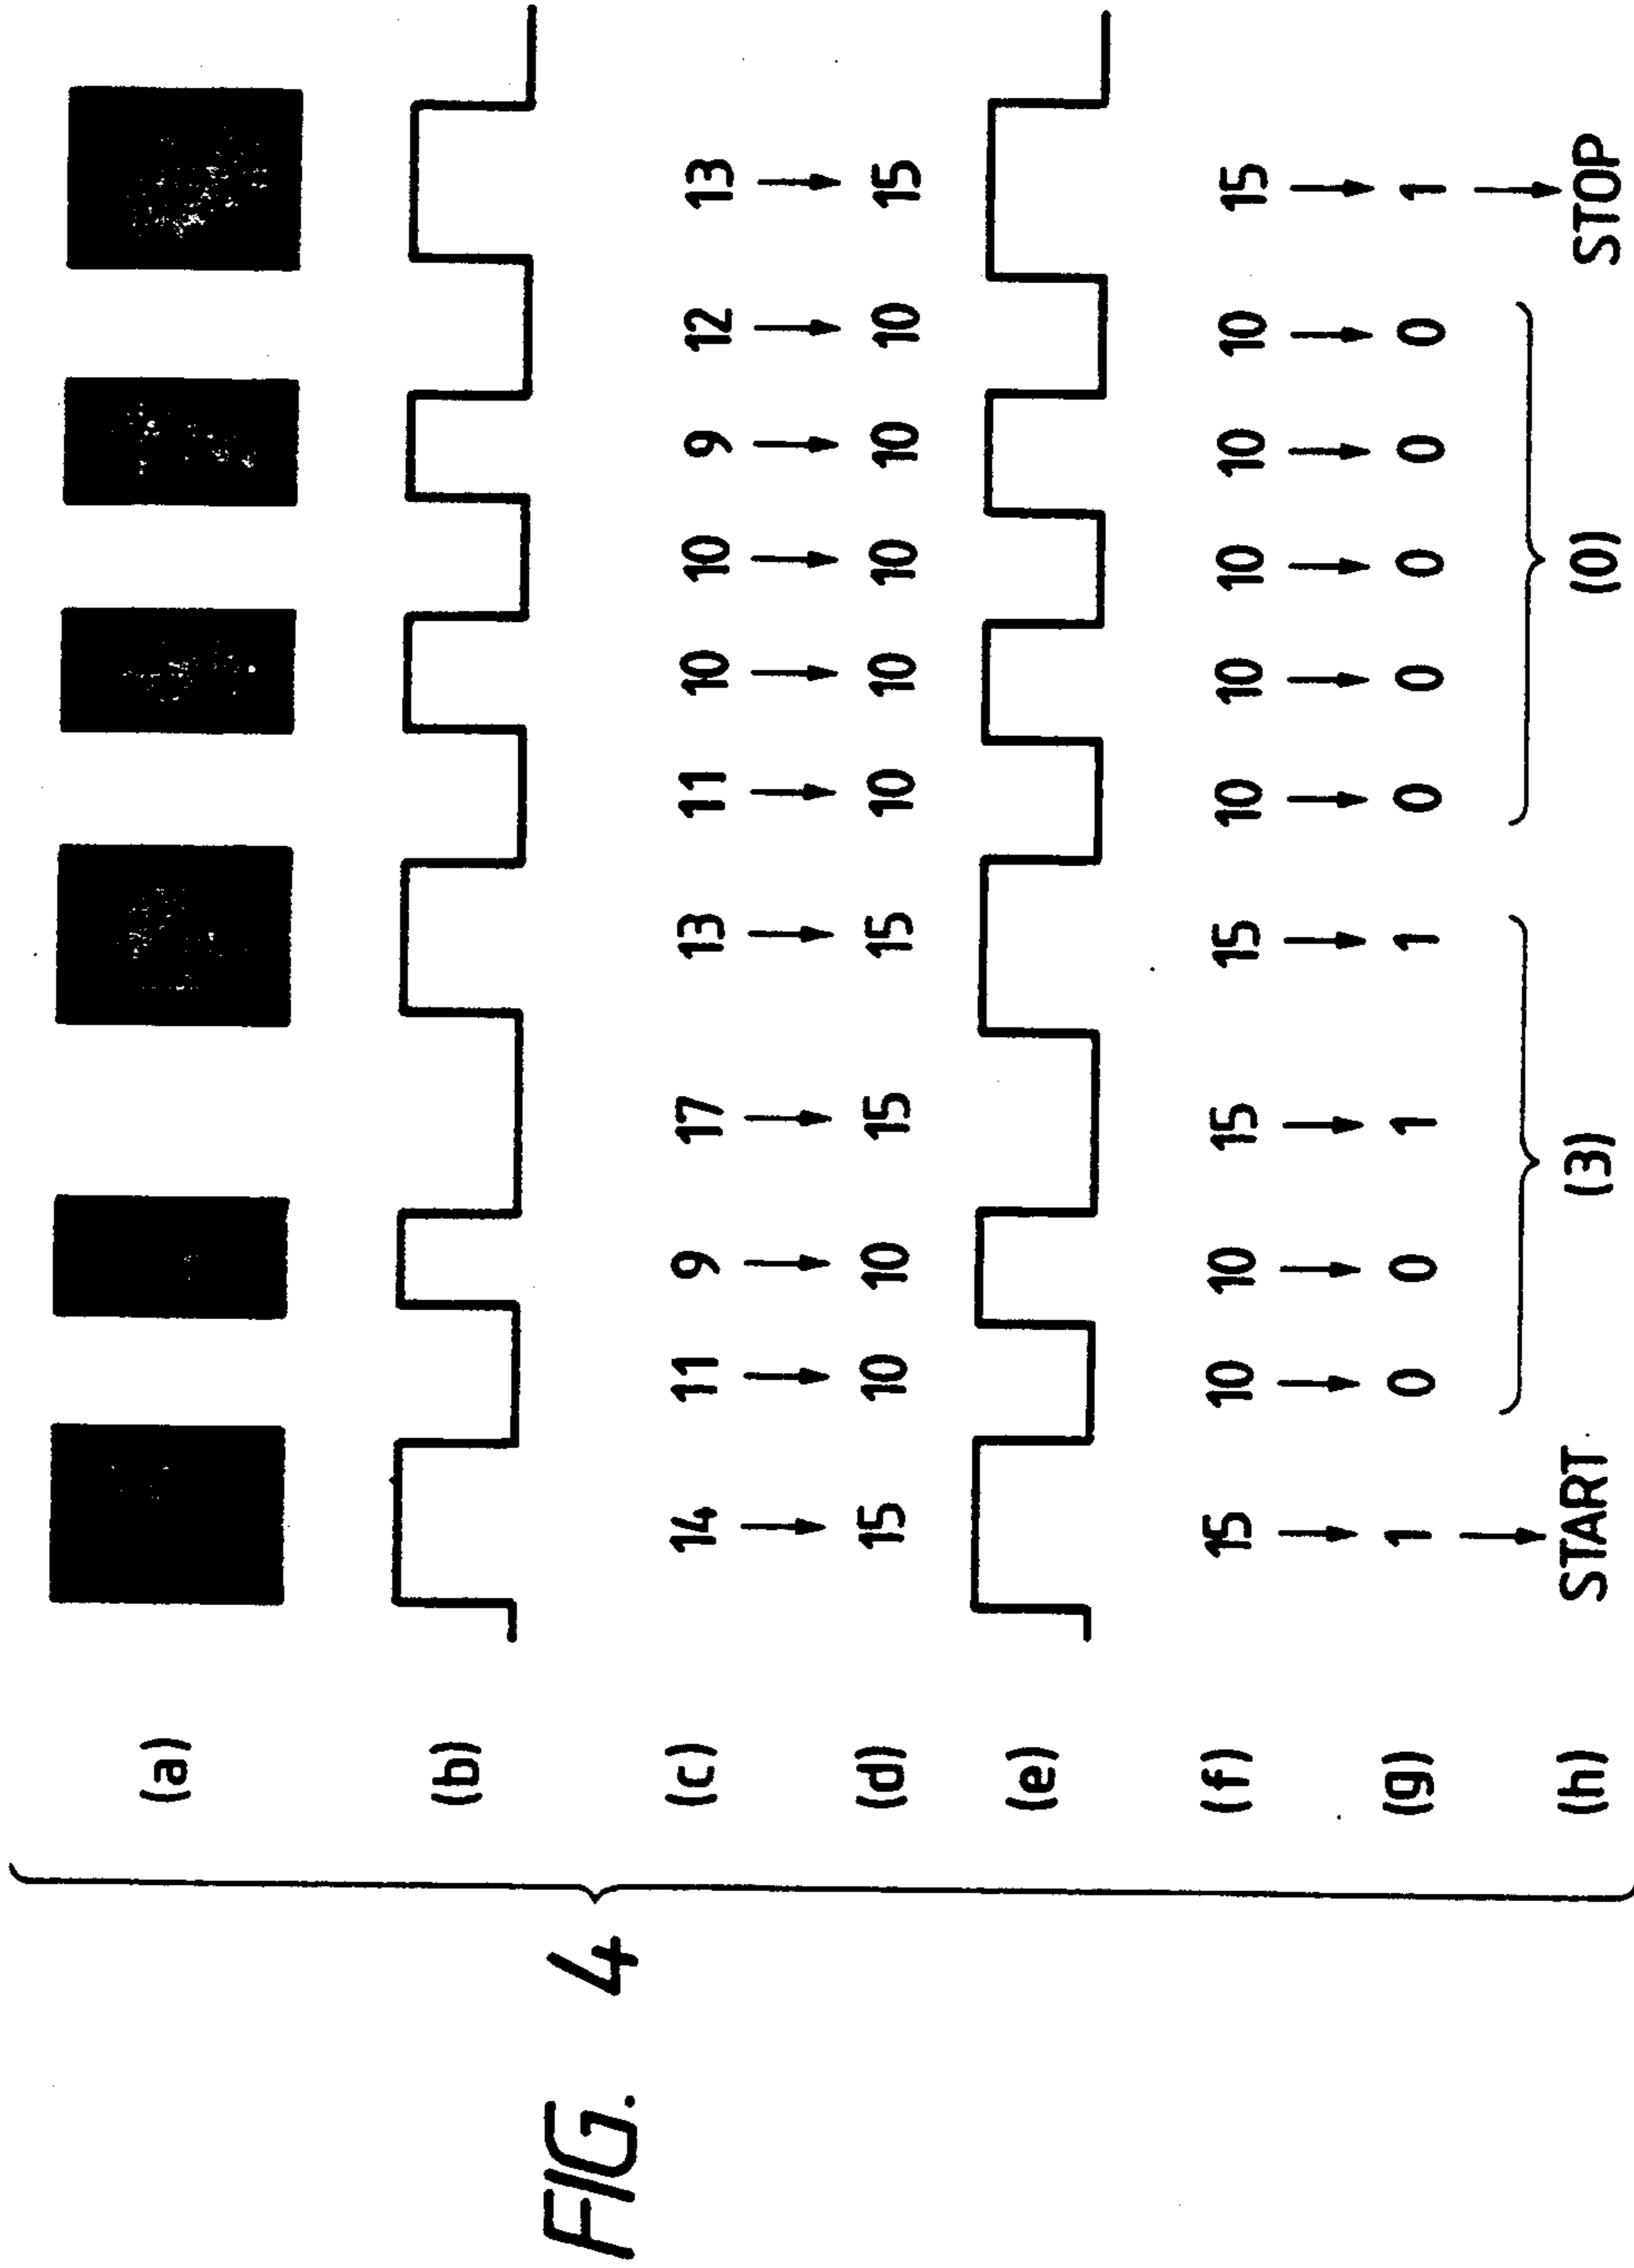 FIG. 4
(a)
(b)
(c) 14 11 9 17 13 11 10 10 9 12 13
(d) 15 10 10 15 15 10 10 10 10 10 15
(e)
(f) 15 10 10 15 15 10 10 10 10 10 15
(g) 1 0 0 1 1 0 0 0 0 0 1
(h) START (3) (0) STOP